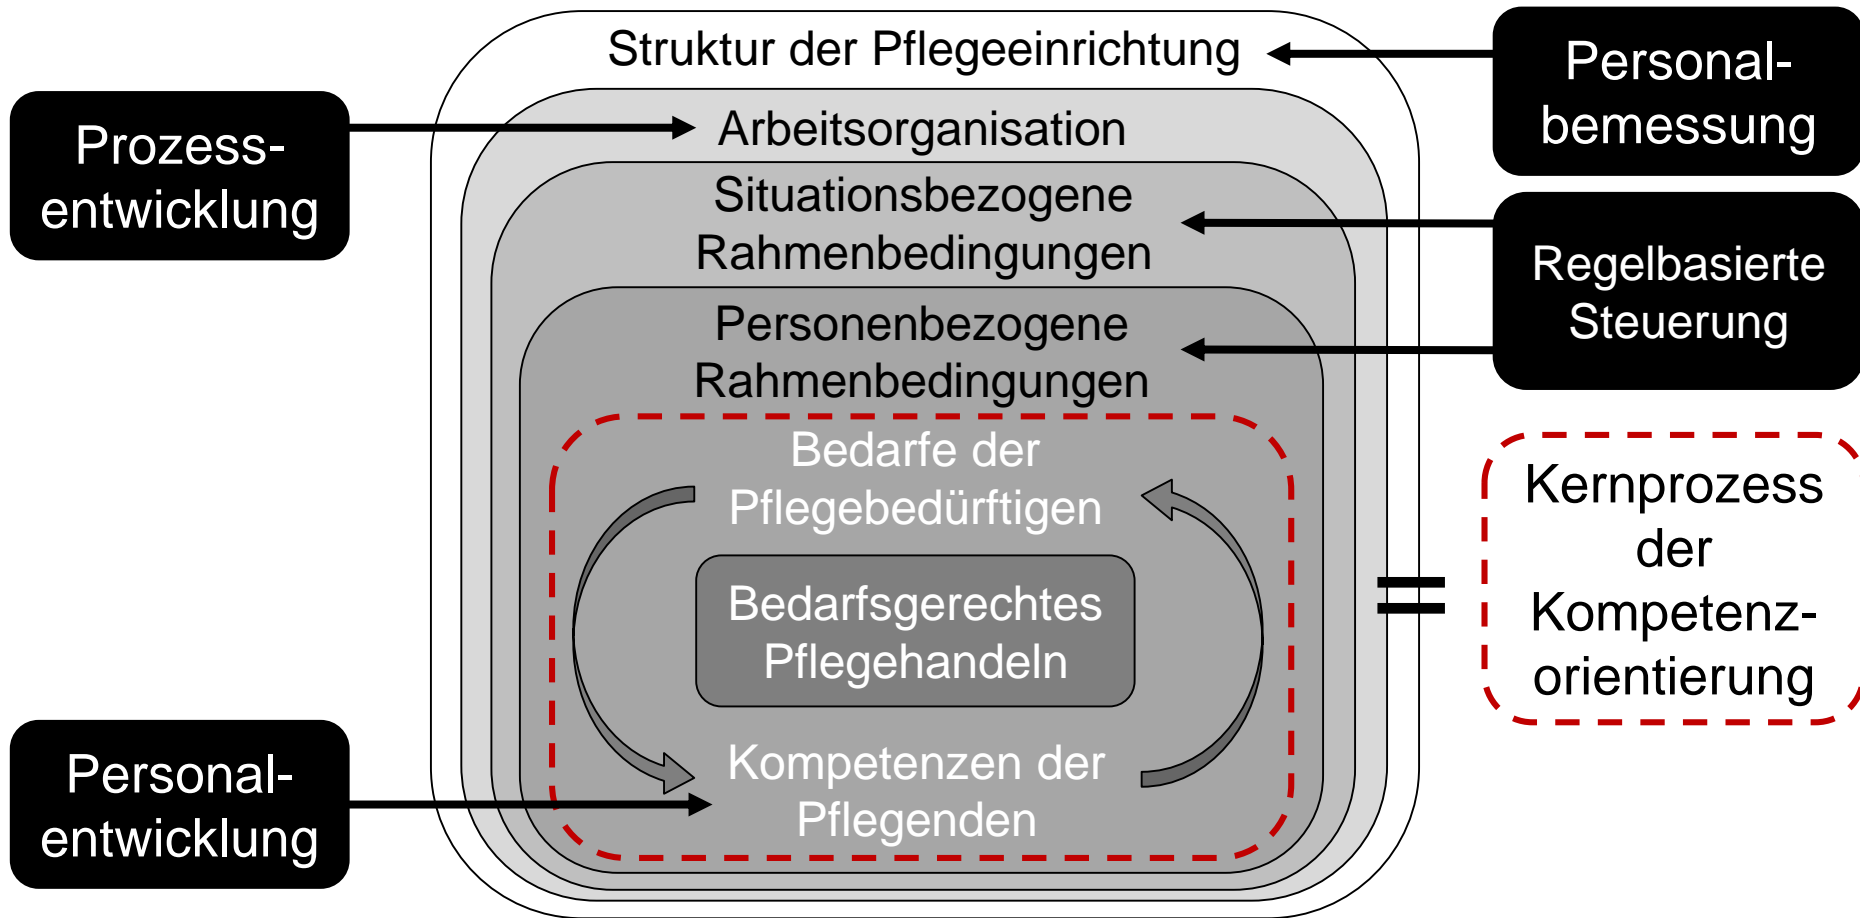 Struktur der Pflegeeinrichtung
Personal-
bemessung
Prozess-
entwicklung
Arbeitsorganisation
Situationsbezogene
Rahmenbedingungen
Regelbasierte
Steuerung
Personenbezogene
Rahmenbedingungen
Bedarfe der
Pflegebedürftigen
Bedarfsgerechtes
Pflegehandeln
Kompetenzen der
Pflegenden
=
Kernprozess
der
Kompetenz-
orientierung
Personal-
entwicklung